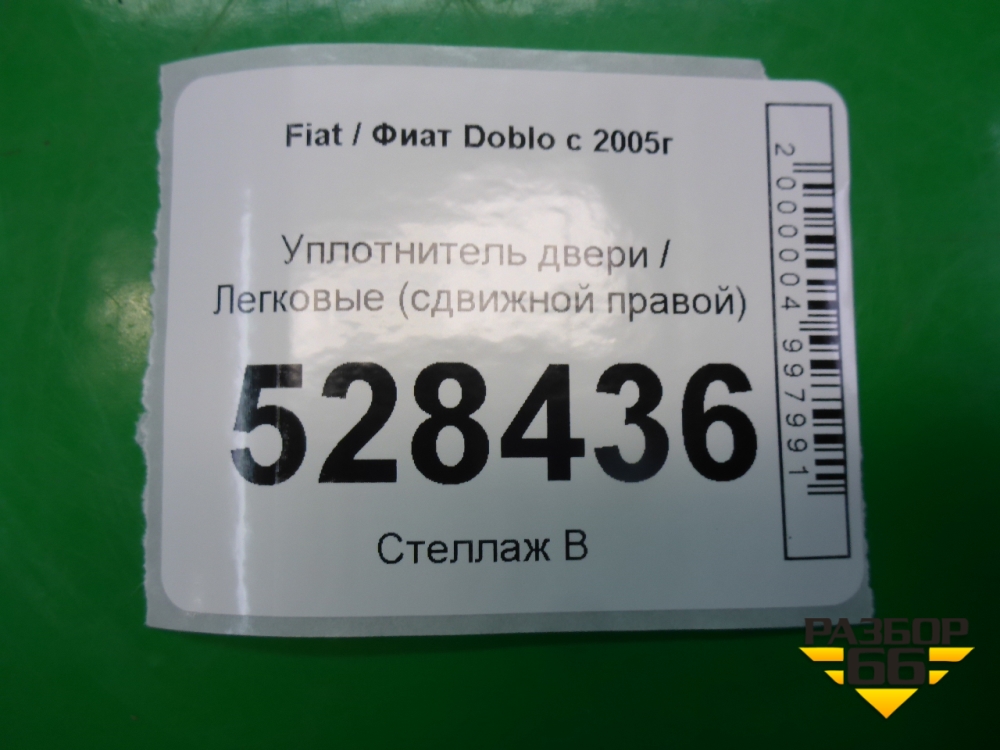 Fiat / Фиат Doblo с 2005г
Уплотнитель двери /
Легковые (сдвижной правой)
528436
Стеллаж В
2000004997991
РАЗБОР
66